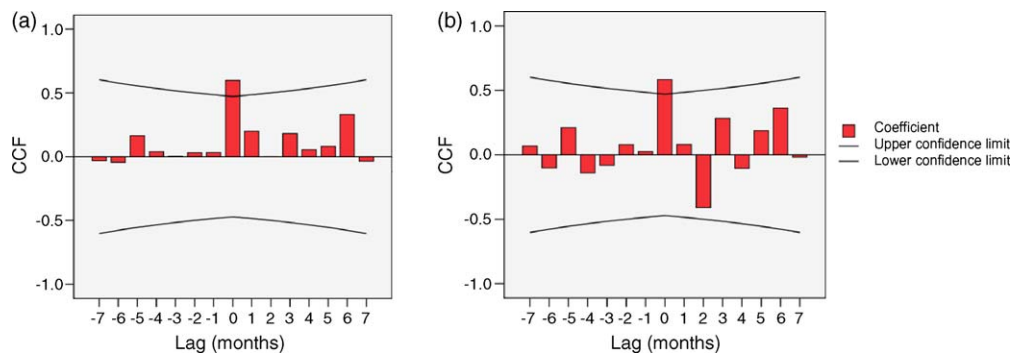 (a)
1.0
0.5
0.0
-0.5
-1.0
CCF
-7 -6 -5 -4 -3 -2 -1 0 1 2 3 4 5 6 7
Lag (months)
(b)
1.0
0.5
0.0
-0.5
-1.0
CCF
-7 -6 -5 -4 -3 -2 -1 0 1 2 3 4 5 6 7
Lag (months)
Coefficient
Upper confidence limit
Lower confidence limit